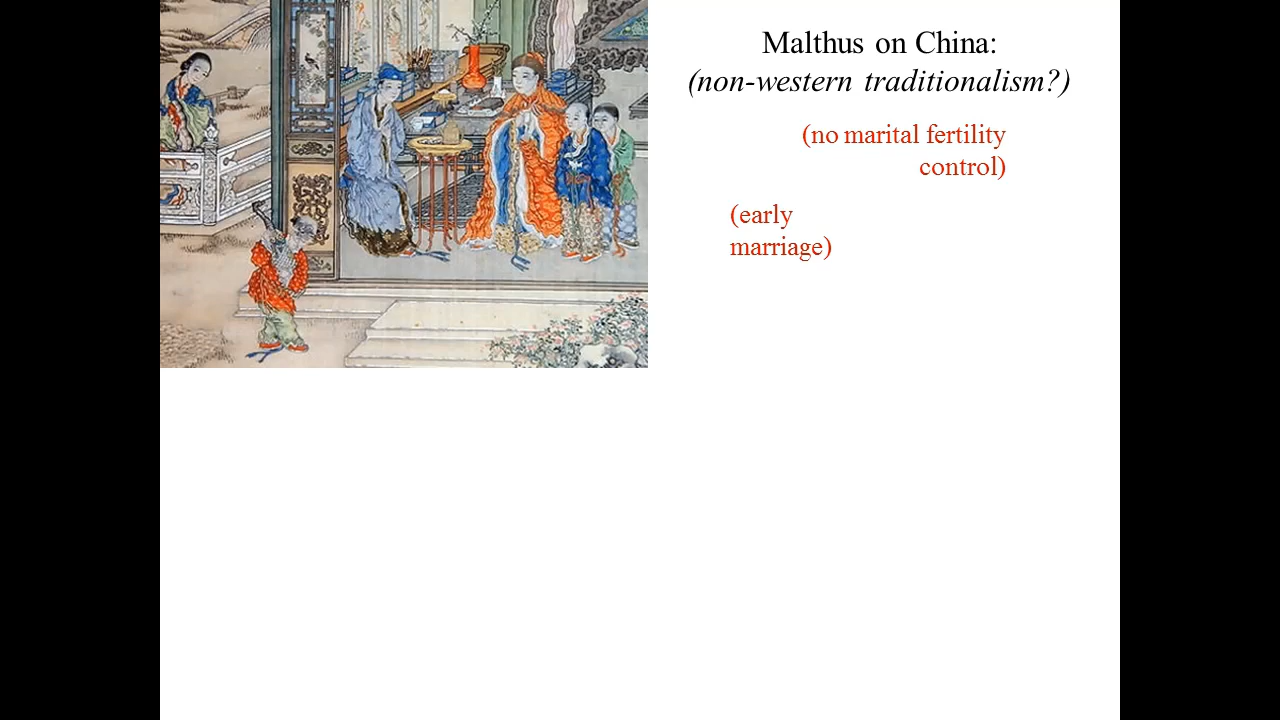 Malthus on China:
(non-western traditionalism?)
(no marital fertility
control)
(early
marriage)